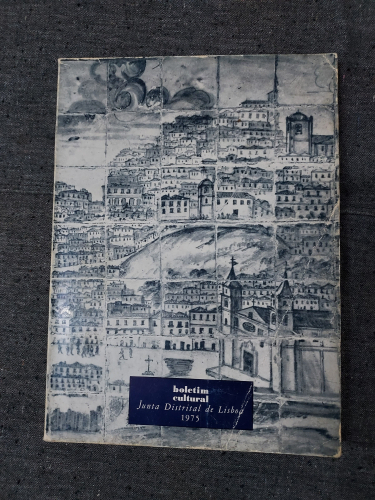 boletim
cultural
Junta Distrital de Lisboa
1975